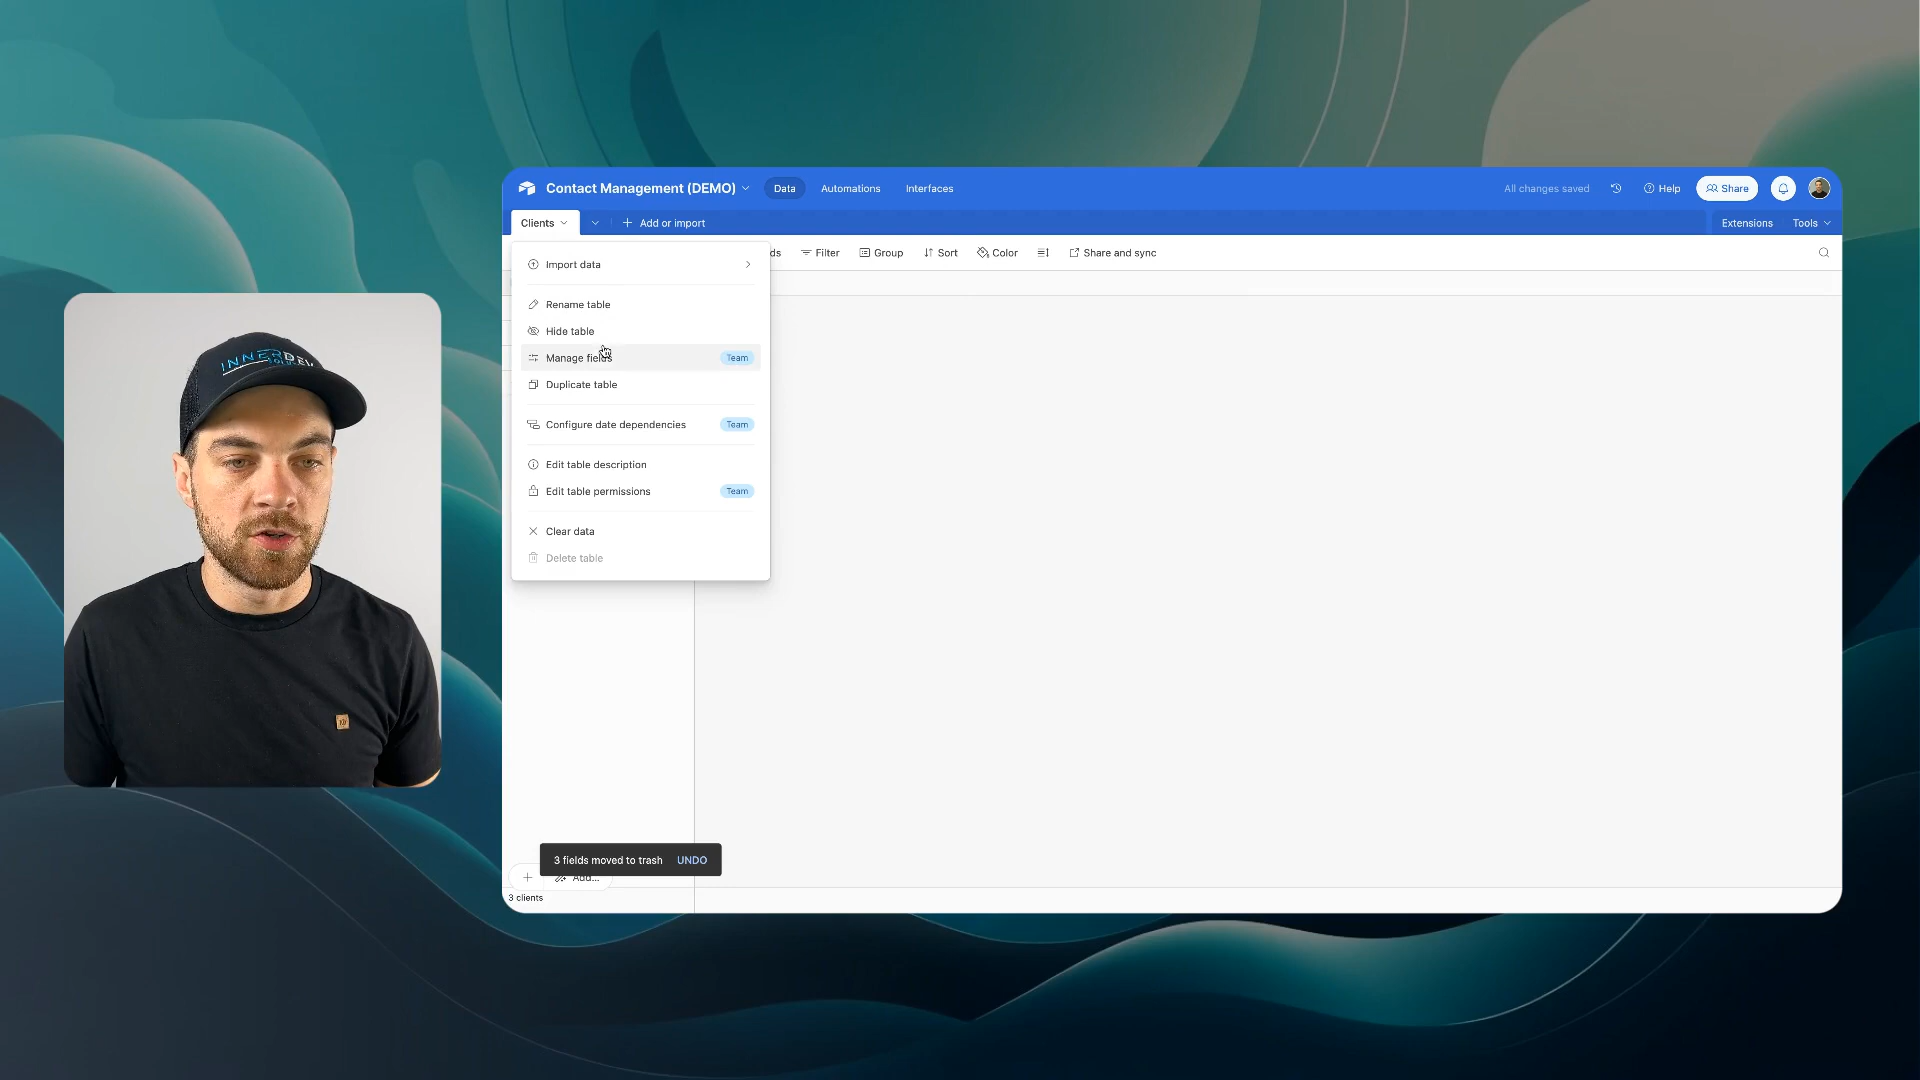 Contact Management (DEMO)
Data
Automations
Interfaces
All changes saved
Help
Share
Clients
Add or import
Extensions
Tools
ds
Filter
Group
Sort
Color
Share and sync
Import data
Rename table
Hide table
Manage fields
Team
Duplicate table
Configure date dependencies
Team
Edit table description
Edit table permissions
Team
Clear data
Delete table
INNERDEV
3 fields moved to trash
UNDO
Add...
3 clients